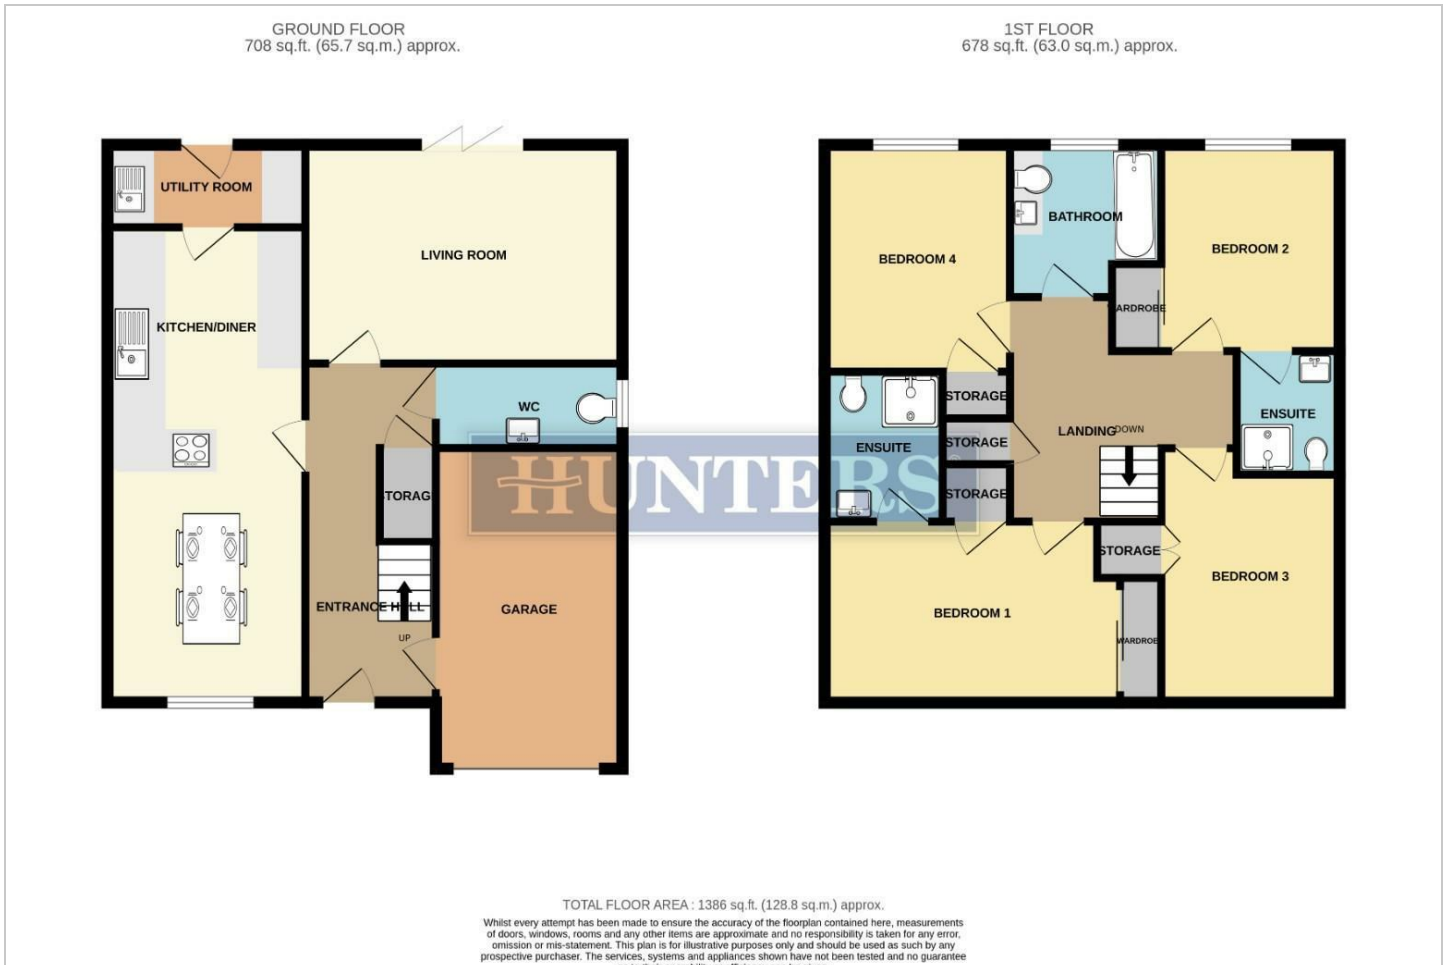 GROUND FLOOR
708 sq.ft. (65.7 sq.m.) approx.
1ST FLOOR
678 sq.ft. (63.0 sq.m.) approx.
UTILITY ROOM
LIVING ROOM
KITCHEN/DINER
WC
STORAG
ENTRANCE HALL
UP
GARAGE
BEDROOM 4
BATHROOM
BEDROOM 2
WARDROBE
STORAGE
ENSUITE
STORAGE
LANDING
DOWN
ENSUITE
STORAGE
STORAGE
BEDROOM 3
BEDROOM 1
WARDROBE
HUNTERS
TOTAL FLOOR AREA : 1386 sq.ft. (128.8 sq.m.) approx.
Whilst every attempt has been made to ensure the accuracy of the floorplan contained here, measurements
of doors, windows, rooms and any other items are approximate and no responsibility is taken for any error,
omission or mis-statement. This plan is for illustrative purposes only and should be used as such by any
prospective purchaser. The services, systems and appliances shown have not been tested and no guarantee